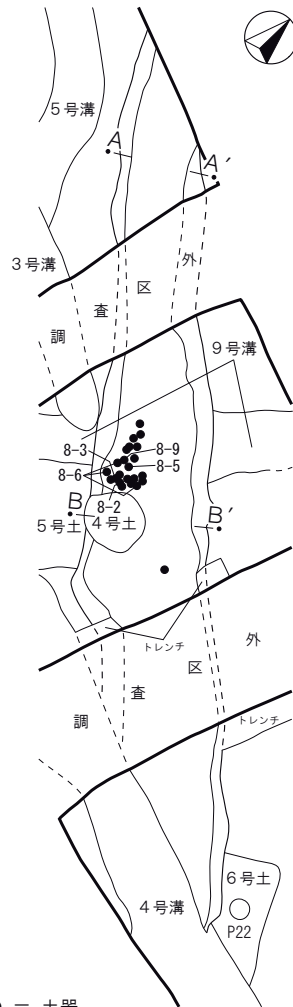 5号溝
A
A′
3号溝
外
区
査
調
9号溝
8-3
8-9
8-6
8-5
B
8-2
B′
5号土
4号土
トレンチ
外
区
査
調
トレンチ
6号土
4号溝
P22
土器